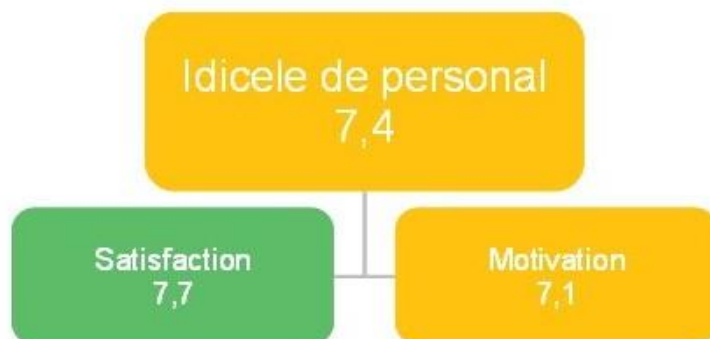 Idicele de personal
7,4
Satisfaction
7,7
Motivation
7,1